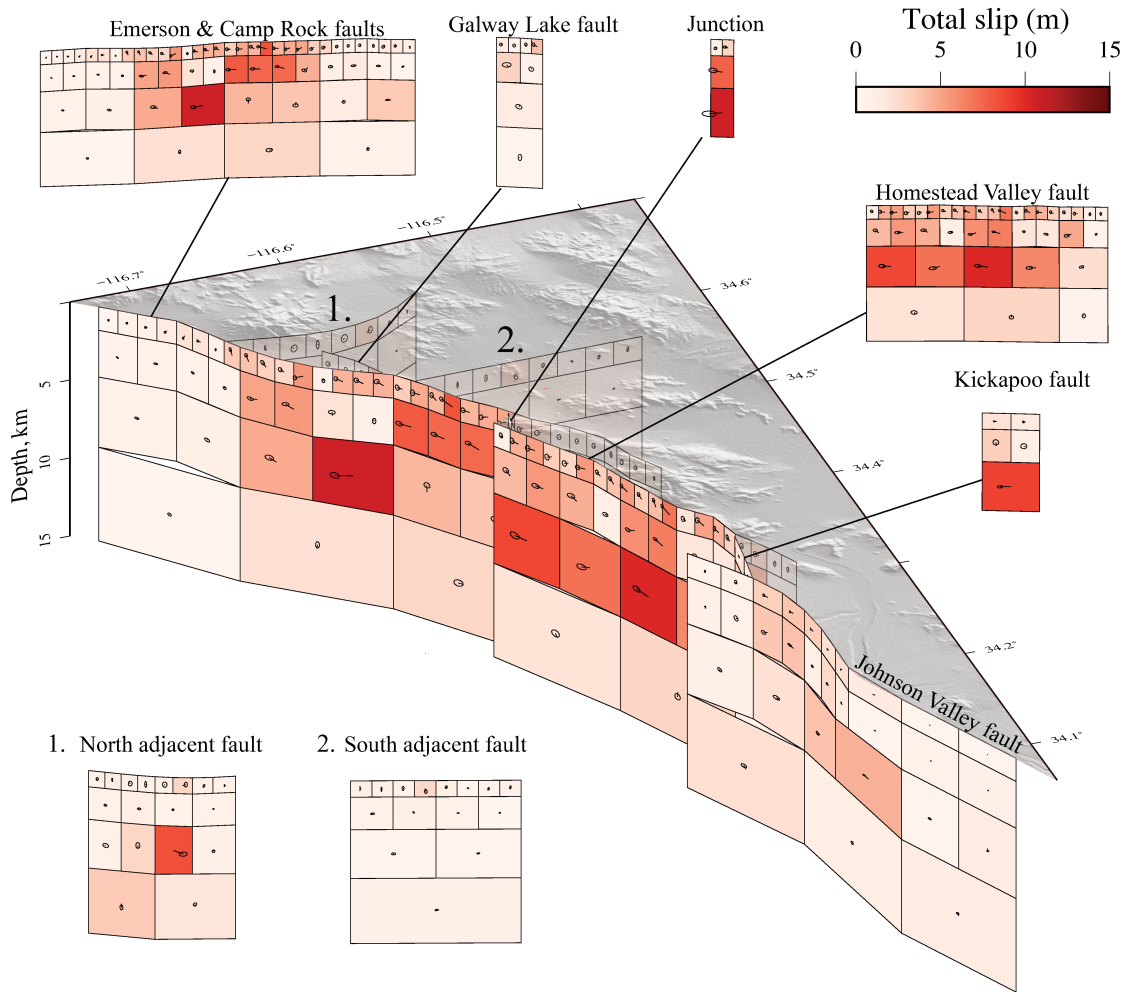 Emerson & Camp Rock faults
Galway Lake fault
Junction
Total slip (m)
0 5 10 15
Homestead Valley fault
Kickapoo fault
−116.7°
−116.6°
−116.5°
34.6°
34.5°
34.4°
34.2°
34.1°
1.
2.
Depth, km
5
10
15
Johnson Valley fault
1. North adjacent fault
2. South adjacent fault